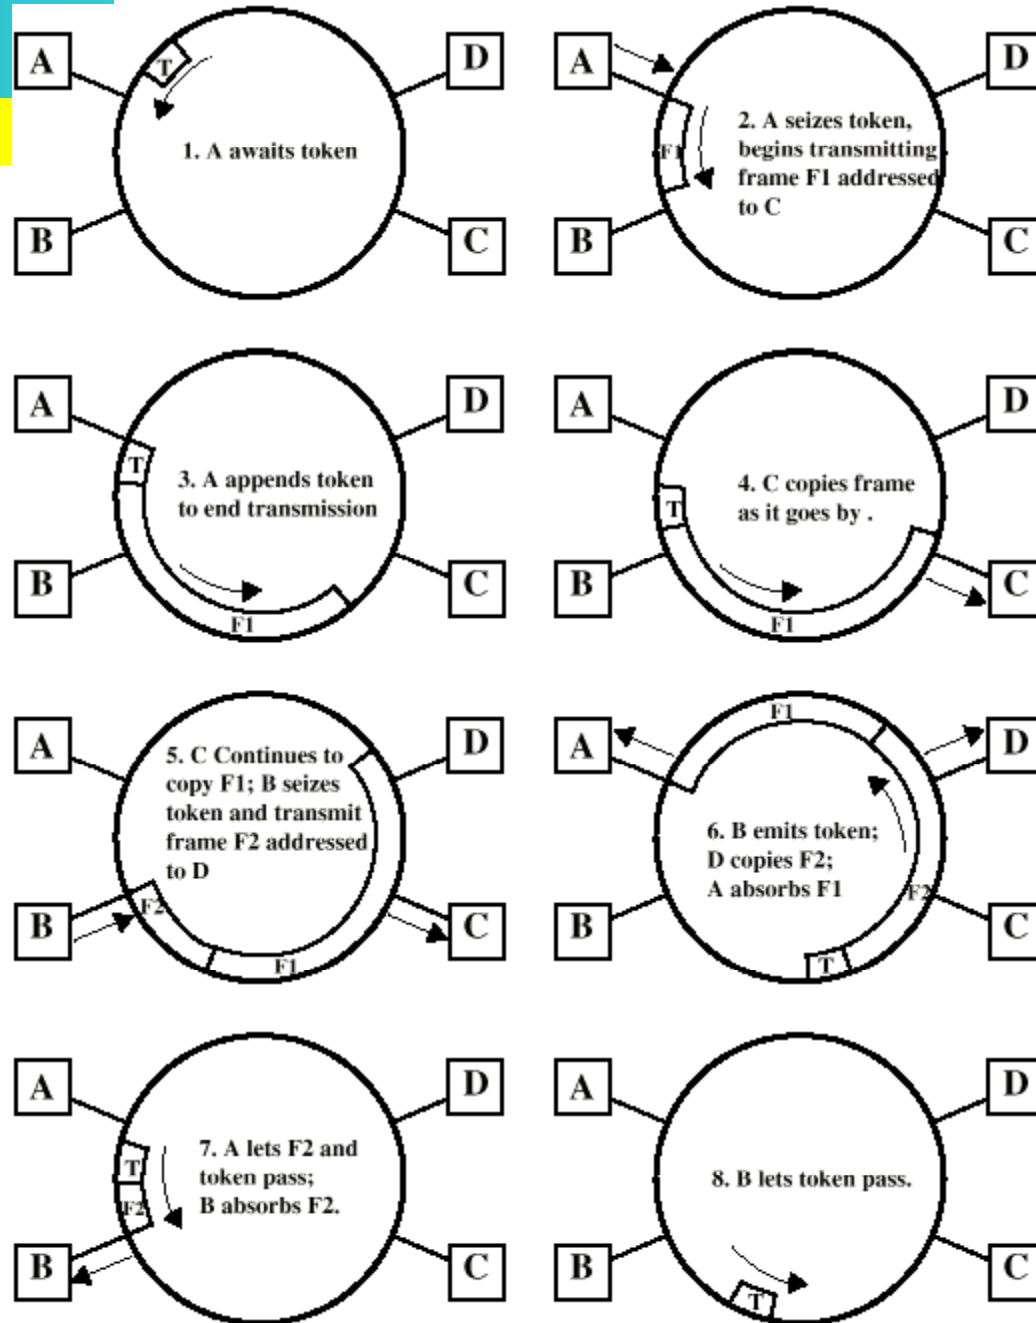 A
T
D
1. A awaits token
B
C
A
D
F1
2. A seizes token,
begins transmitting
frame F1 addressed
to C
B
C
A
D
T
3. A appends token
to end transmission
B
F1
C
A
D
T
4. C copies frame
as it goes by .
B
F1
C
A
D
5. C Continues to
copy F1; B seizes
token and transmit
frame F2 addressed
to D
B
F2
F1
C
F1
A
D
6. B emits token;
D copies F2;
A absorbs F1
F2
B
T
C
A
D
T
F2
7. A lets F2 and
token pass;
B absorbs F2.
B
C
A
D
8. B lets token pass.
B
T
C